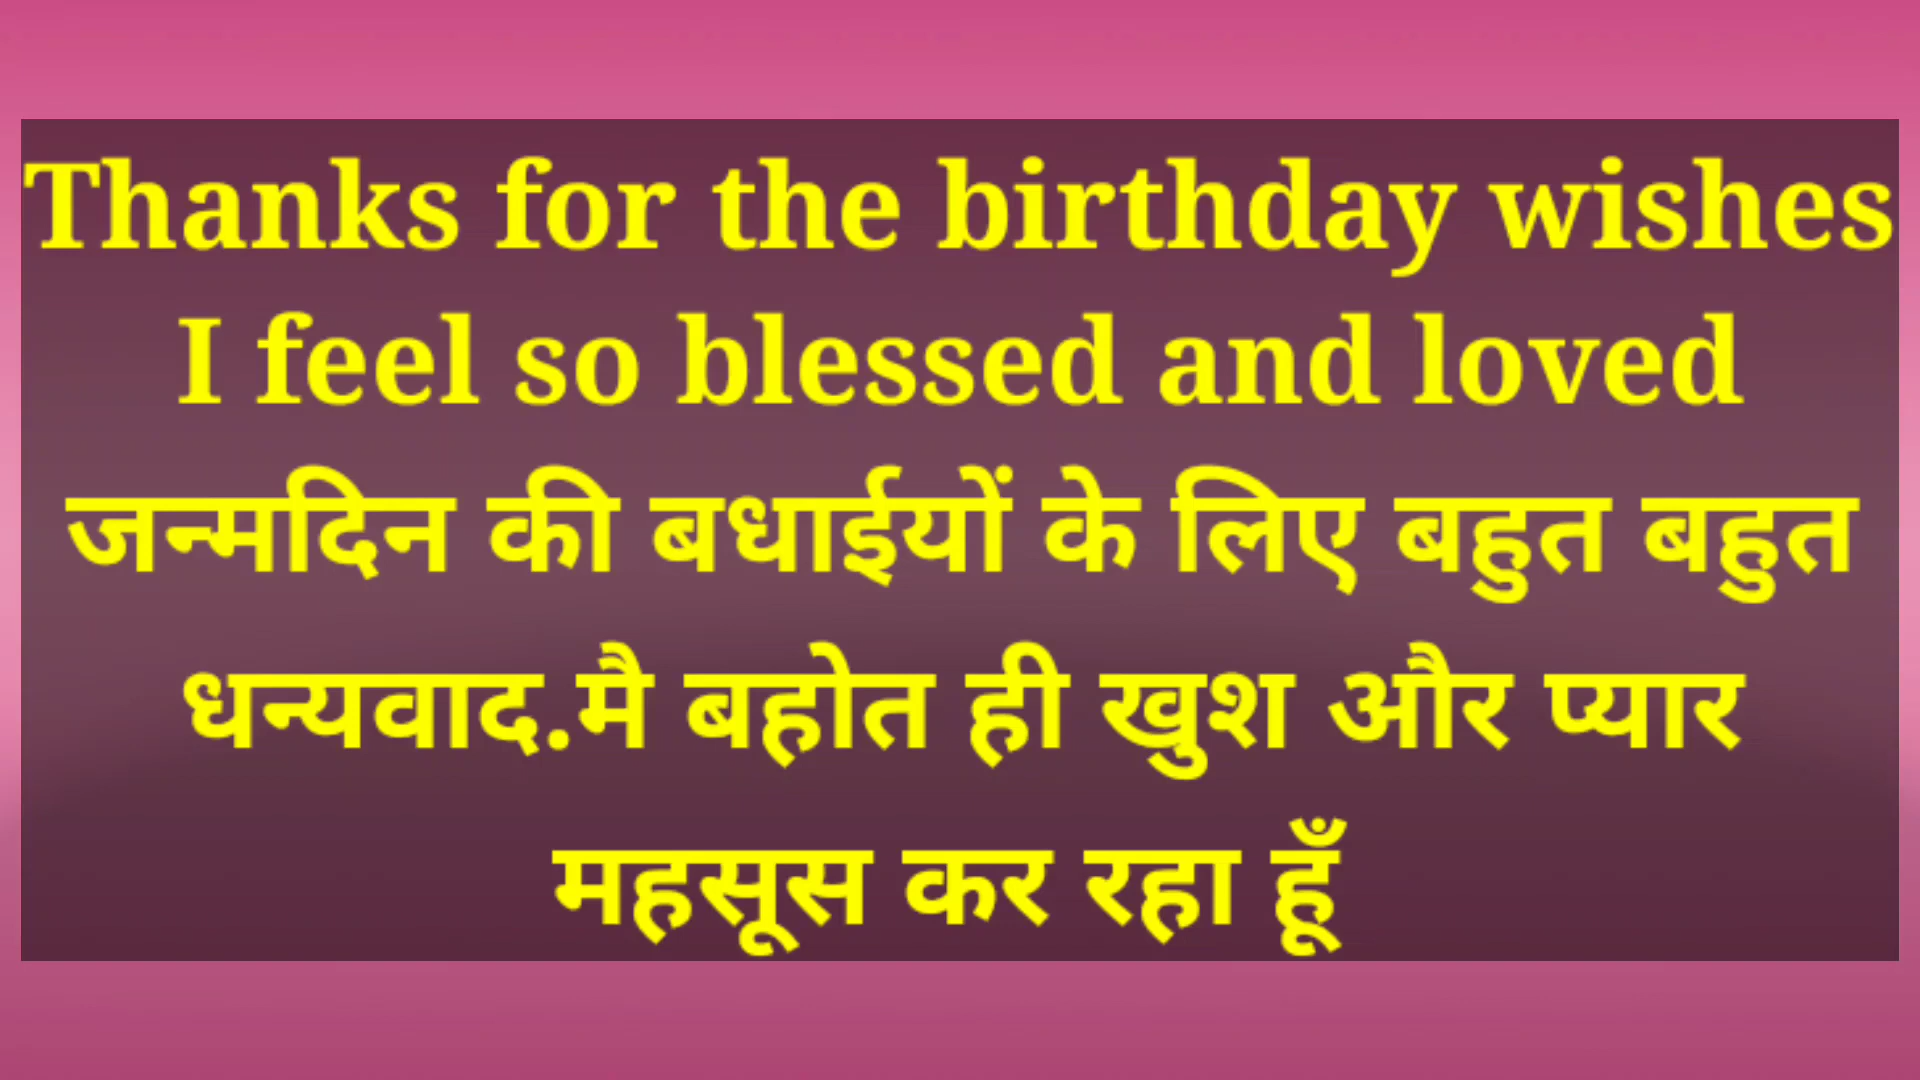 Thanks for the birthday wishes
I feel so blessed and loved
जन्मदिन की बधाईयों के लिए बहुत बहुत
धन्यवाद.मै बहोत ही खुश और प्यार
महसूस कर रहा हूँ